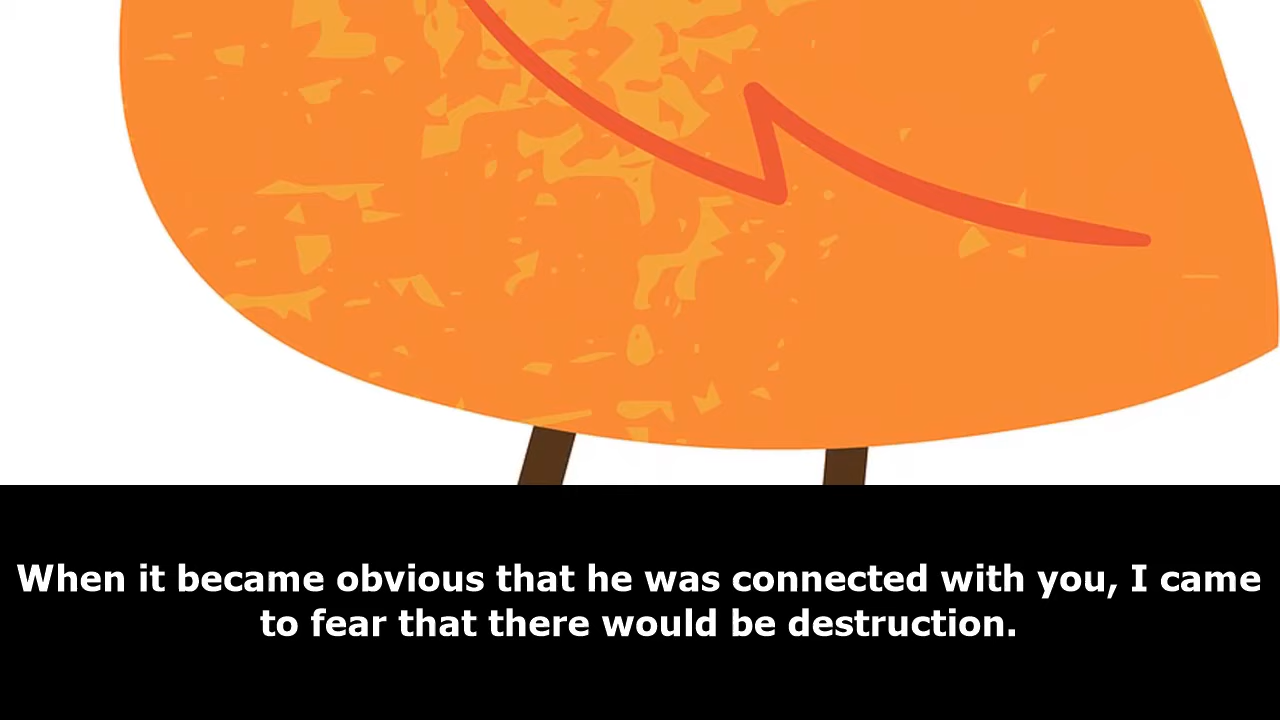 When it became obvious that he was connected with you, I came
to fear that there would be destruction.